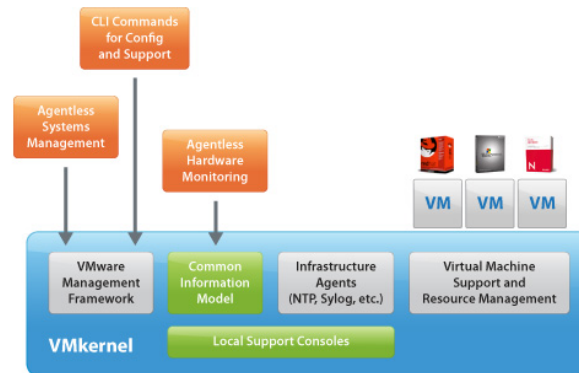 CLI Commands
for Config
and Support
Agentless
Systems
Management
Agentless
Hardware
Monitoring
N
VM
VM
VM
VMware
Management
Framework
Common
Information
Model
Infrastructure
Agents
(NTP, Sylog, etc.)
Virtual Machine
Support and
Resource Management
VMkernel
Local Support Consoles